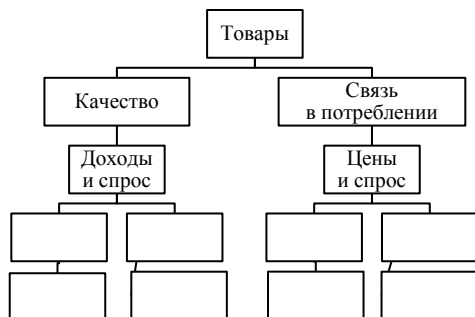 Товары
Качество
Связь
в потреблении
Доходы
и спрос
Цены
и спрос